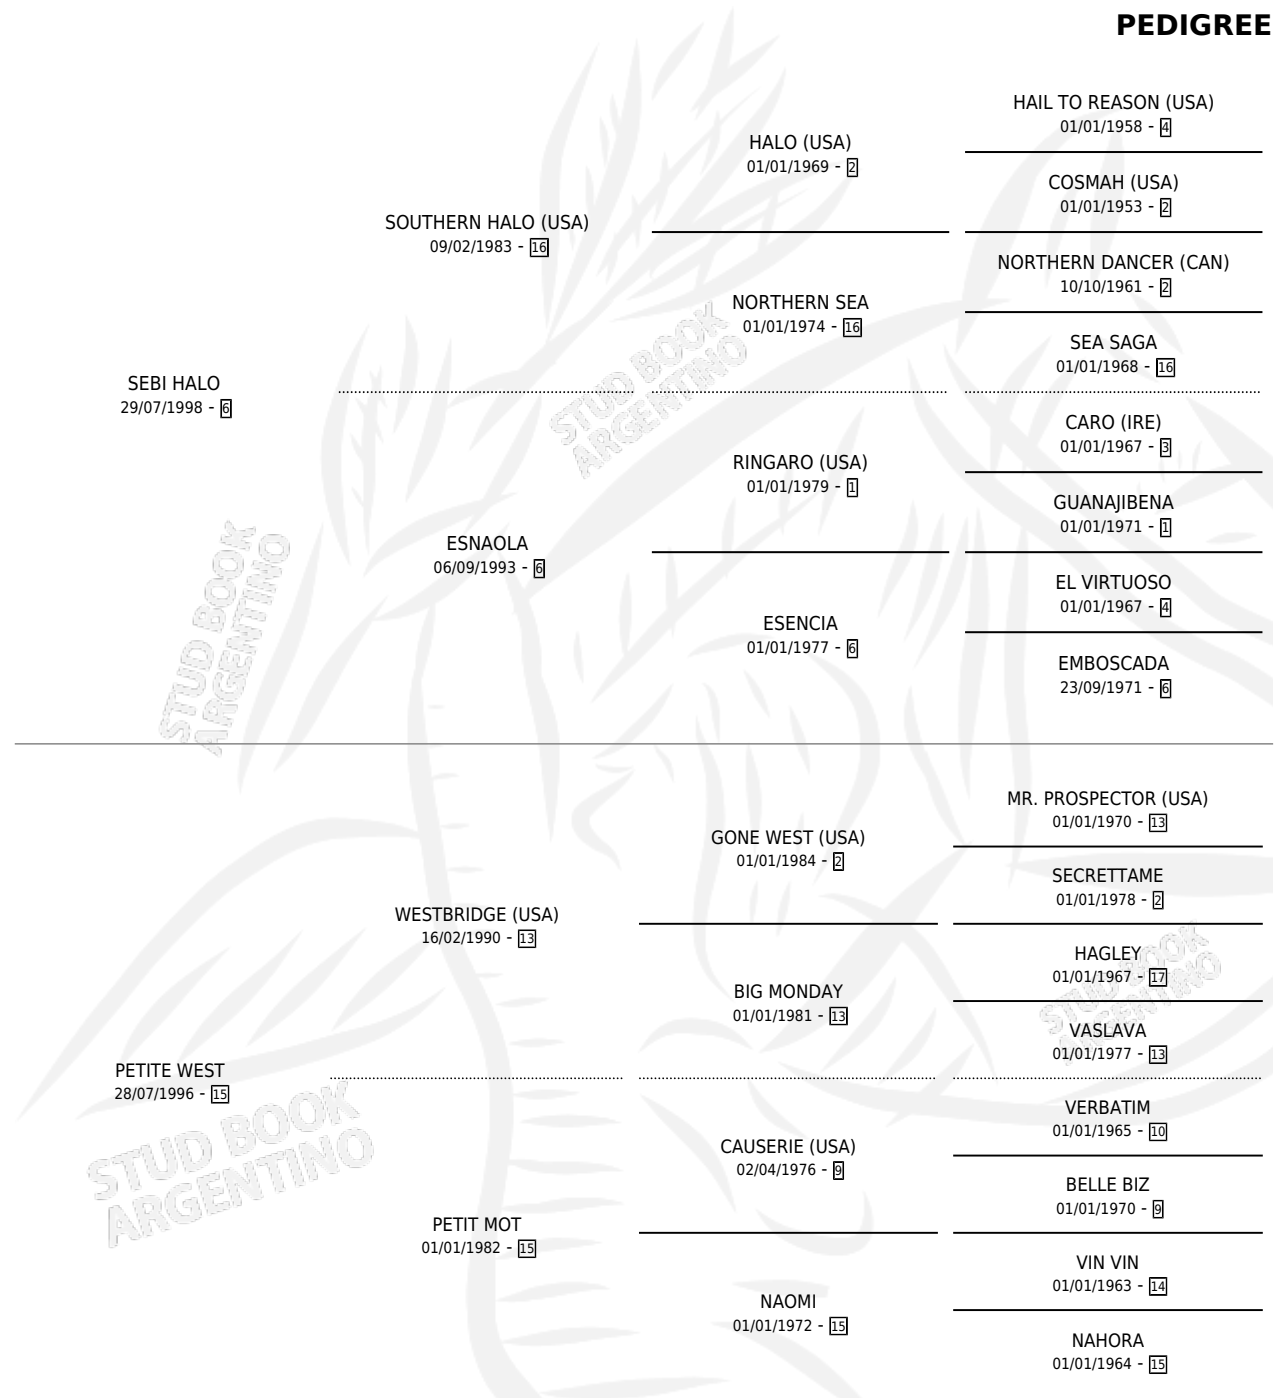 PEDIGREE
HAIL TO REASON (USA)
01/01/1958 - 4
HALO (USA)
01/01/1969 - 2
COSMAH (USA)
01/01/1953 - 2
SOUTHERN HALO (USA)
09/02/1983 - 16
NORTHERN DANCER (CAN)
10/10/1961 - 2
NORTHERN SEA
01/01/1974 - 16
SEA SAGA
01/01/1968 - 16
SEBI HALO
29/07/1998 - 6
CARO (IRE)
01/01/1967 - 3
RINGARO (USA)
01/01/1979 - 1
GUANAJIBENA
01/01/1971 - 1
ESNAOLA
06/09/1993 - 6
EL VIRTUOSO
01/01/1967 - 4
ESENCIA
01/01/1977 - 6
EMBOSCADA
23/09/1971 - 6
MR. PROSPECTOR (USA)
01/01/1970 - 13
GONE WEST (USA)
01/01/1984 - 2
SECRETTAME
01/01/1978 - 2
WESTBRIDGE (USA)
16/02/1990 - 13
HAGLEY
01/01/1967 - 17
BIG MONDAY
01/01/1981 - 13
VASLAVA
01/01/1977 - 13
PETITE WEST
28/07/1996 - 15
VERBATIM
01/01/1965 - 10
CAUSERIE (USA)
02/04/1976 - 9
BELLE BIZ
01/01/1970 - 9
PETIT MOT
01/01/1982 - 15
VIN VIN
01/01/1963 - 14
NAOMI
01/01/1972 - 15
NAHORA
01/01/1964 - 15
STUD BOOK
ARGENTINO
STUD BOOK
ARGENTINO
STUD BOOK
ARGENTINO
STUD BOOK
ARGENTINO